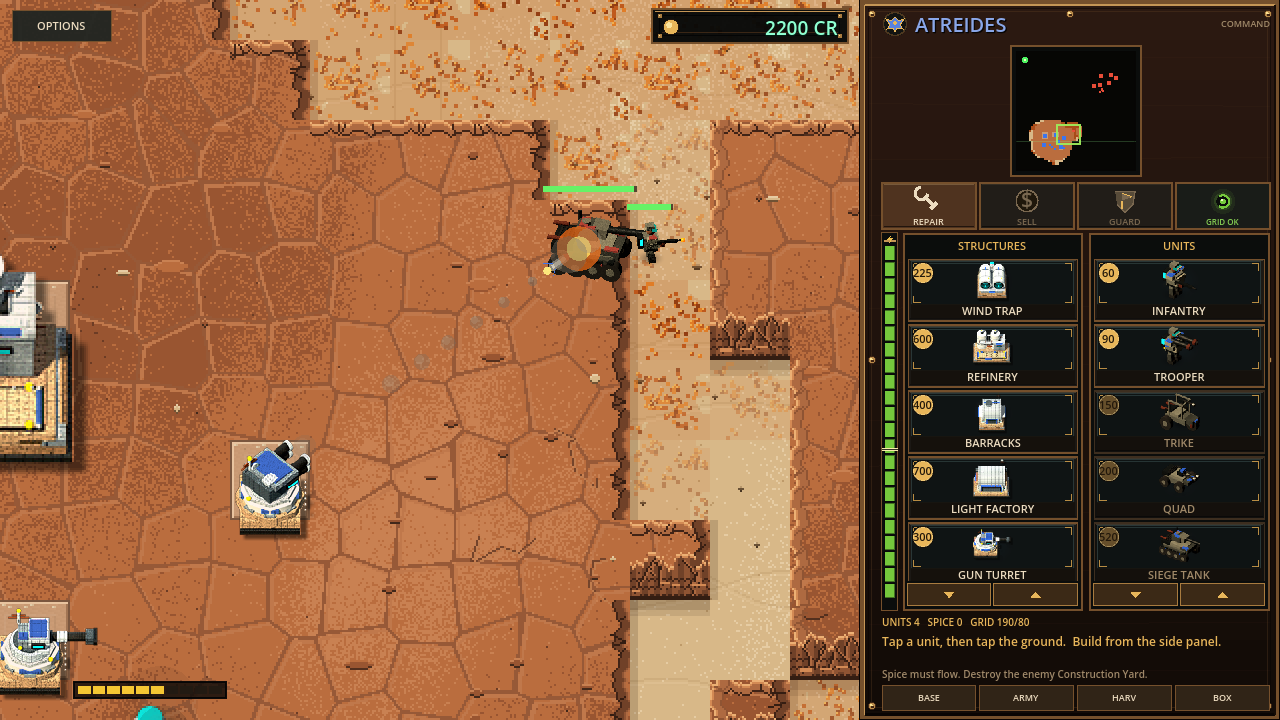 OPTIONS
2200 CR
ATREIDES
COMMAND
REPAIR
SELL
GUARD
GRID OK
STRUCTURES
UNITS
225
WIND TRAP
60
INFANTRY
600
REFINERY
90
TROOPER
400
BARRACKS
150
TRIKE
700
LIGHT FACTORY
200
QUAD
300
GUN TURRET
520
SIEGE TANK
UNITS 4 SPICE 0 GRID 190/80
Tap a unit, then tap the ground. Build from the side panel.
Spice must flow. Destroy the enemy Construction Yard.
BASE
ARMY
HARV
BOX